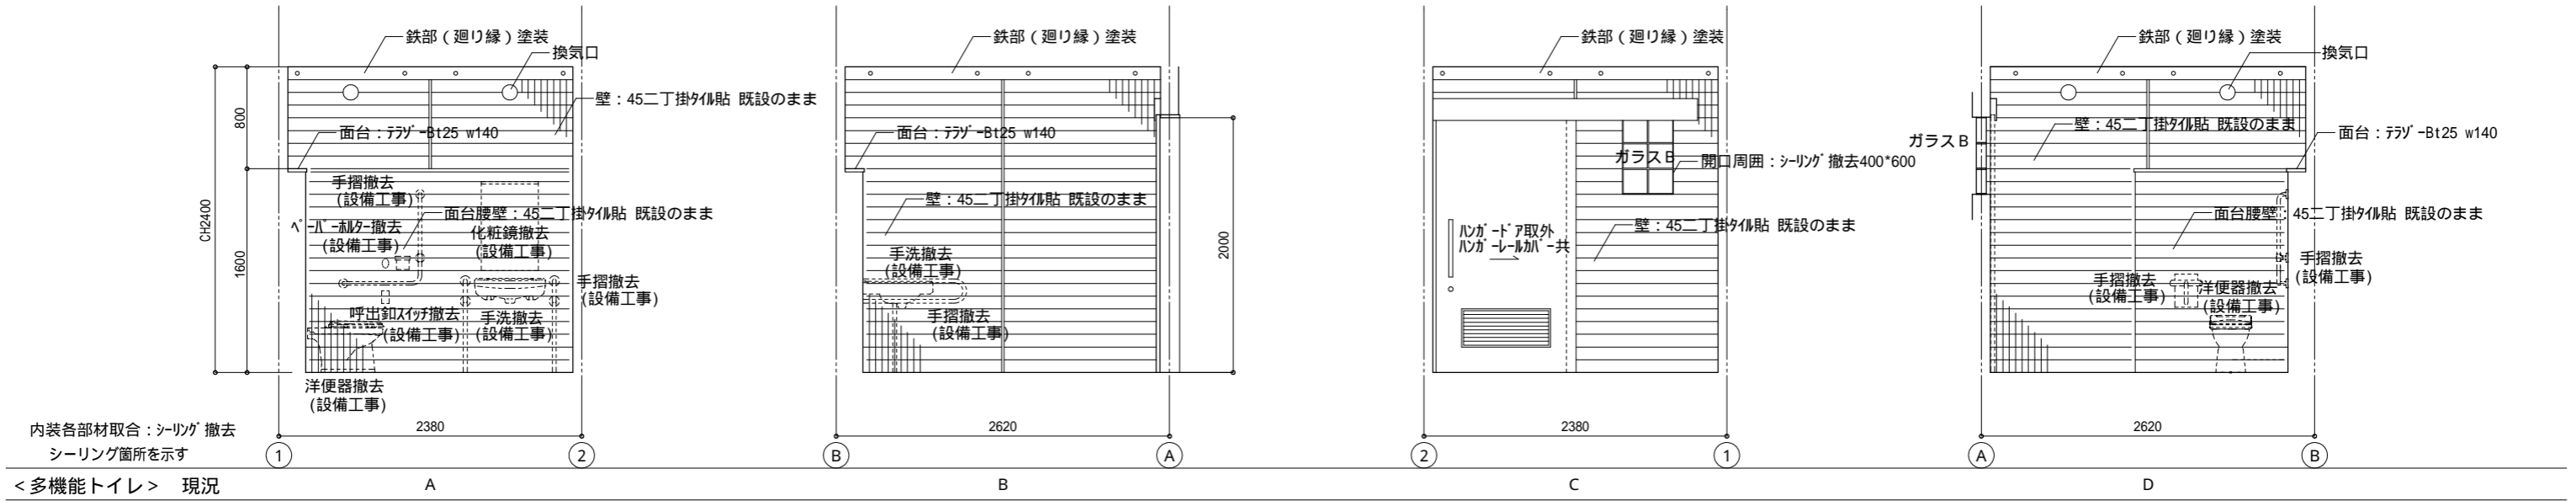 鉄部（廻り縁）塗装
換気口
壁：45二丁掛ﾀｲﾙ貼 既設のまま
面台：ﾃﾗｿﾞｰBt25 w140
800
CH2400
1600
手摺撤去
(設備工事)
面台腰壁：45二丁掛ﾀｲﾙ貼 既設のまま
ﾍﾟｰﾊﾟｰﾎﾙﾀﾞｰ撤去
(設備工事)
化粧鏡撤去
(設備工事)
手摺撤去
(設備工事)
呼出釦ｽｲｯﾁ撤去
(設備工事)
手洗撤去
(設備工事)
洋便器撤去
(設備工事)
2380
1
2
内装各部材取合：ｼｰﾘﾝｸﾞ撤去
シーリング箇所を示す
鉄部（廻り縁）塗装
面台：ﾃﾗｿﾞｰBt25 w140
壁：45二丁掛ﾀｲﾙ貼 既設のまま
手洗撤去
(設備工事)
手摺撤去
(設備工事)
2000
2620
B
A
鉄部（廻り縁）塗装
ガラスB
開口周囲：ｼｰﾘﾝｸﾞ撤去400*600
壁：45二丁掛ﾀｲﾙ貼 既設のまま
ﾊﾝｶﾞｰﾄﾞｱ取外
ﾊﾝｶﾞｰﾚｰﾙｶﾊﾞｰ共
2380
2
1
鉄部（廻り縁）塗装
換気口
ガラスB
壁：45二丁掛ﾀｲﾙ貼 既設のまま
面台：ﾃﾗｿﾞｰBt25 w140
面台腰壁 45二丁掛ﾀｲﾙ貼 既設のまま
手摺撤去
(設備工事)
手摺撤去
(設備工事)
洋便器撤去
(設備工事)
2620
A
B
＜多機能トイレ＞ 現況
A
B
C
D